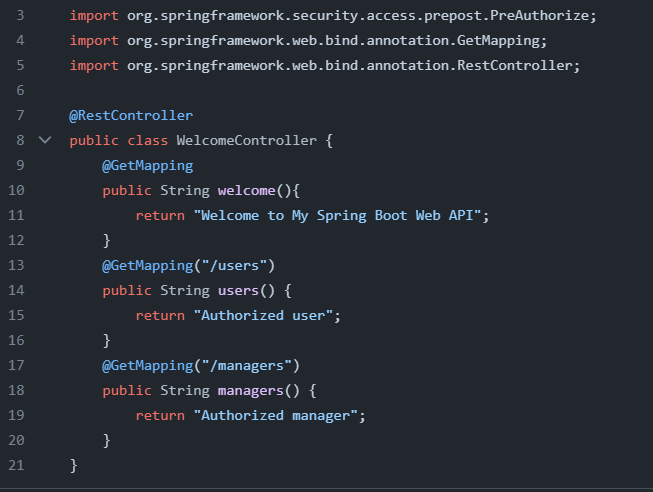 3 import org.springframework.security.access.prepost.PreAuthorize;
4 import org.springframework.web.bind.annotation.GetMapping;
5 import org.springframework.web.bind.annotation.RestController;
6
7 @RestController
8 public class WelcomeController {
9     @GetMapping
10     public String welcome(){
11         return "Welcome to My Spring Boot Web API";
12     }
13     @GetMapping("/users")
14     public String users() {
15         return "Authorized user";
16     }
17     @GetMapping("/managers")
18     public String managers() {
19         return "Authorized manager";
20     }
21 }